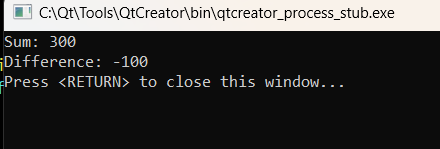 C:\Qt\Tools\QtCreator\bin\qtcreator_process_stub.exe
Sum: 300
Difference: -100
Press <RETURN> to close this window...